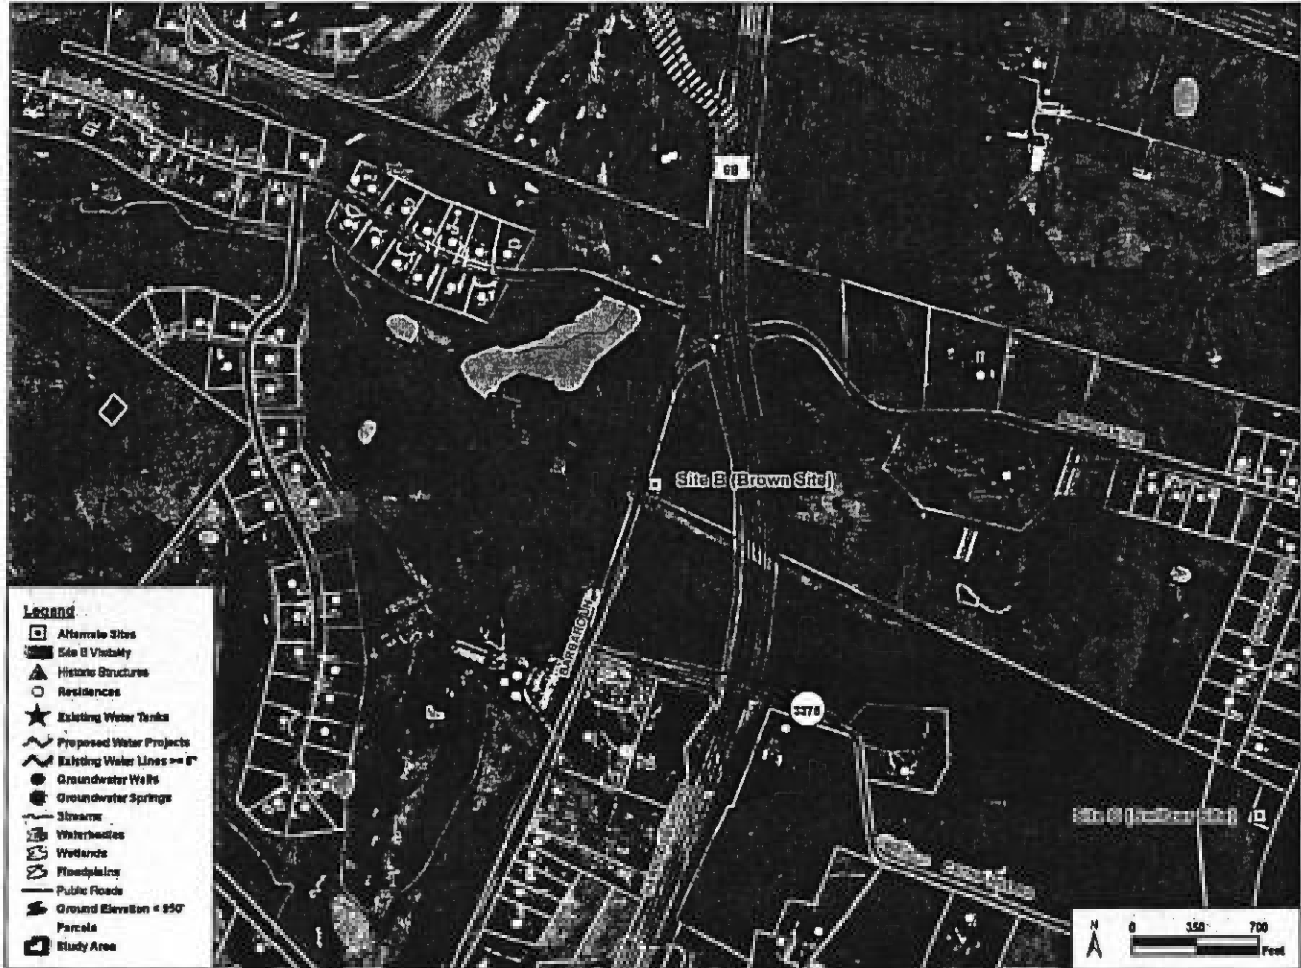 Site B (Brown Site)
3376
Legend
Alternate Sites
Site B Visibility
Historic Structures
Residences
Existing Water Tanks
Proposed Water Projects
Existing Water Lines >= 8"
Groundwater Wells
Groundwater Springs
Streams
Waterbodies
Wetlands
Floodplains
Public Roads
Ground Elevation < 950'
Parcels
Study Area
N
0 350 700
Feet